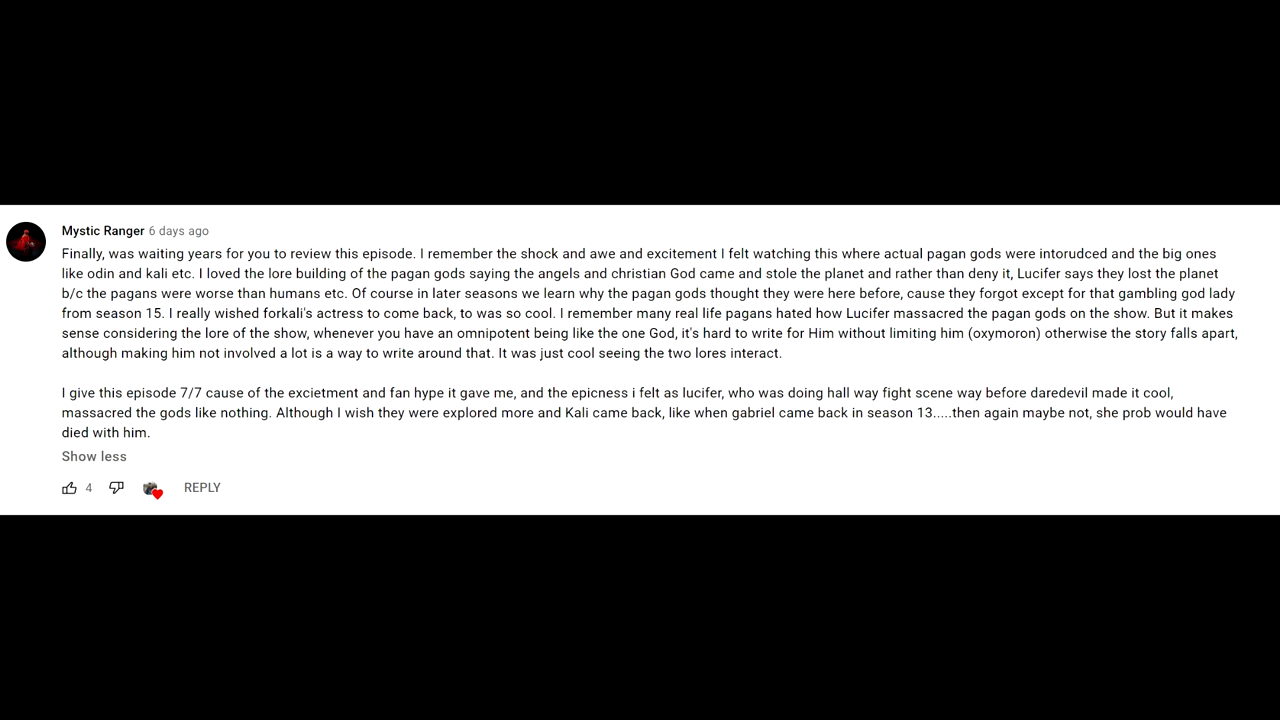 Mystic Ranger 6 days ago
Finally, was waiting years for you to review this episode. I remember the shock and awe and excitement I felt watching this where actual pagan gods were intorudced and the big ones
like odin and kali etc. I loved the lore building of the pagan gods saying the angels and christian God came and stole the planet and rather than deny it, Lucifer says they lost the planet
b/c the pagans were worse than humans etc. Of course in later seasons we learn why the pagan gods thought they were here before, cause they forgot except for that gambling god lady
from season 15. I really wished forkali's actress to come back, to was so cool. I remember many real life pagans hated how Lucifer massacred the pagan gods on the show. But it makes
sense considering the lore of the show, whenever you have an omnipotent being like the one God, it's hard to write for Him without limiting him (oxymoron) otherwise the story falls apart,
although making him not involved a lot is a way to write around that. It was just cool seeing the two lores interact.
I give this episode 7/7 cause of the excietment and fan hype it gave me, and the epicness i felt as lucifer, who was doing hall way fight scene way before daredevil made it cool,
massacred the gods like nothing. Although I wish they were explored more and Kali came back, like when gabriel came back in season 13.....then again maybe not, she prob would have
died with him.
Show less
4 REPLY